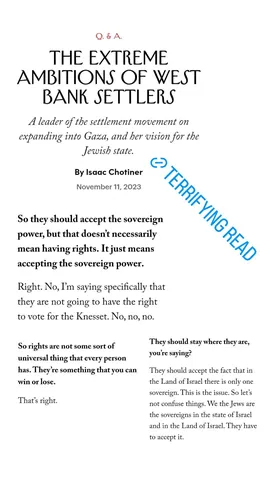 Q. & A.
THE EXTREME
AMBITIONS OF WEST
BANK SETTLERS
A leader of the settlement movement on
expanding into Gaza, and her vision for the
Jewish state.
By Isaac Chotiner
November 11, 2023
TERRIFYING READ
So they should accept the sovereign
power, but that doesn't necessarily
mean having rights. It just means
accepting the sovereign power.
Right. No, I'm saying specifically that
they are not going to have the right
to vote for the Knesset. No, no, no.
So rights are not some sort of
universal thing that every person
has. They're something that you can
win or lose.
That's right.
They should stay where they are,
you're saying?
They should accept the fact that in
the Land of Israel there is only one
sovereign. This is the issue. So let's
not confuse things. We the Jews are
the sovereigns in the state of Israel
and in the Land of Israel. They have
to accept it.